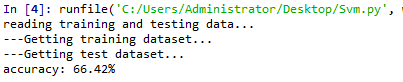 In [4]: runfile('C:/Users/Administrator/Desktop/Svm.py',
reading training and testing data...
---Getting training dataset...
---Getting test dataset...
accuracy: 66.42%